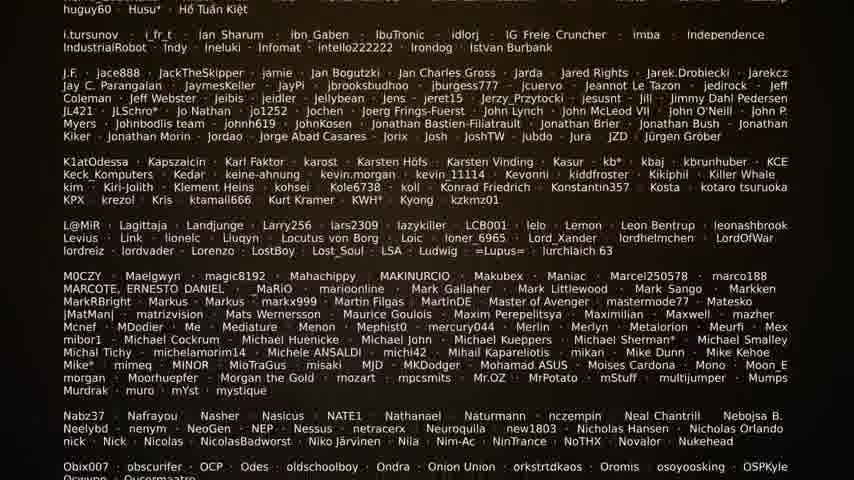 huguy60 · Husu* · Hổ Tuấn Kiệt
i.tursunov · i_fr_t · Ian Sharum · ibn_Gaben · IbuTronic · idlorj · IG Freie Cruncher · imba · Independence
IndustrialRobot · Indy · Ineluki · Infomat · intello222222 · Irondog · Istvan Burbank
J.F. · jace888 · JackTheSkipper · jamie · Jan Bogutzki · Jan Charles Gross · Jarda · Jared Rights · Jarek.Drobiecki · Jarekcz
Jay C. Parangalan · JaymesKeller · JayPi · jbrooksbudhoo · jburgess777 · jcuervo · Jeannot Le Tazon · jedirock · Jeff
Coleman · Jeff Webster · Jeibis · jeidler · Jellybean · Jens · jeret15 · Jerzy_Przytocki · jesusnt · Jill · Jimmy Dahl Pedersen
JL421 · JLSchro* · Jo Nathan · jo1252 · Jochen · Joerg Frings-Fuerst · John Lynch · John McLeod VII · John O'Neill · John P.
Myers · Johnbodlis team · johnh619 · JohnKosen · Jonathan Bastien-Filiatrault · Jonathan Brier · Jonathan Bush · Jonathan
Kiker · Jonathan Morin · Jordao · Jorge Abad Casares · Jorix · Josh · JoshTW · jubdo · Jura · JZD · Jürgen Gröber
K1atOdessa · Kapszaicin · Karl Faktor · karost · Karsten Höfs · Karsten Vinding · Kasur · kb* · kbaj · kbrunhuber · KCE
Keck_Komputers · Kedar · keine-ahnung · kevin.morgan · kevin_11114 · Kevonni · kiddfroster · Kikiphil · Killer Whale
kim · Kiri-Jolith · Klement Heins · kohsei · Kole6738 · koll · Konrad Friedrich · Konstantin357 · Kosta · kotaro tsuruoka
KPX · krezol · Kris · ktamail666 · Kurt Kramer · KWH* · Kyong · kzkmz01
L@MiR · Lagittaja · Landjunge · Larry256 · lars2309 · lazykiller · LCB001 · lelo · Lemon · Leon Bentrup · leonashbrook
Levius · Link · lionelc · Liuqyn · Locutus von Borg · Loic · loner_6965 · Lord_Xander · lordhelmchen · LordOfWar
lordreiz · lordvader · Lorenzo · LostBoy · Lost_Soul · LSA · Ludwig · =Lupus= · lurchlaich 63
M0CZY · Maelgwyn · magic8192 · Mahachippy · MAKINURCIO · Makubex · Maniac · Marcel250578 · marco188
MARCOTE, ERNESTO DANIEL · _MaRiO · marioonline · Mark Gallaher · Mark Littlewood · Mark Sango · Markken
MarkRBright · Markus · Markus · markx999 · Martin Filgas · MartinDE · Master of Avenger · mastermode77 · Matesko
|MatMan| · matrizvision · Mats Wernersson · Maurice Goulois · Maxim Perepelitsya · Maximilian · Maxwell · mazher
Mcnef · MDodier · Me · Mediature · Menon · Mephist0 · mercury044 · Merlin · Merlyn · Metalorion · Meurfi · Mex
mibor1 · Michael Cockrum · Michael Huenicke · Michael John · Michael Kueppers · Michael Sherman* · Michael Smalley
Michal Tichy · michelamorim14 · Michele ANSALDI · michi42 · Mihail Kapareliotis · mikan · Mike Dunn · Mike Kehoe
Mike* · mimeq · MINOR · MioTraGus · misaki · MJD · MKDodger · Mohamad ASUS · Moises Cardona · Mono · Moon_E
morgan · Moorhuepfer · Morgan the Gold · mozart · mpcsmits · Mr.OZ · MrPotato · mStuff · multijumper · Mumps
Murdrak · muro · mYst · mystique
Nabz37 · Nafrayou · Nasher · Nasicus · NATE1 · Nathanael · Naturmann · nczempin · Neal Chantrill · Nebojsa B.
Neelybd · nenym · NeoGen · NEP · Nessus · netracerx · Neuroquila · new1803 · Nicholas Hansen · Nicholas Orlando
nick · Nick · Nicolas · NicolasBadworst · Niko Järvinen · Nila · Nim-Ac · NinTrance · NoTHX · Novalor · Nukehead
Obix007 · obscurifer · OCP · Odes · oldschoolboy · Ondra · Onion Union · orkstrtdkaos · Oromis · osoyoosking · OSPKyle